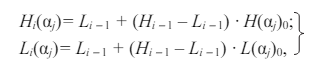 Hᵢ(αⱼ) = Lᵢ₋₁ + (Hᵢ₋₁ – Lᵢ₋₁) · H(αⱼ)₀;
Lᵢ(αⱼ) = Lᵢ₋₁ + (Hᵢ₋₁ – Lᵢ₋₁) · L(αⱼ)₀,